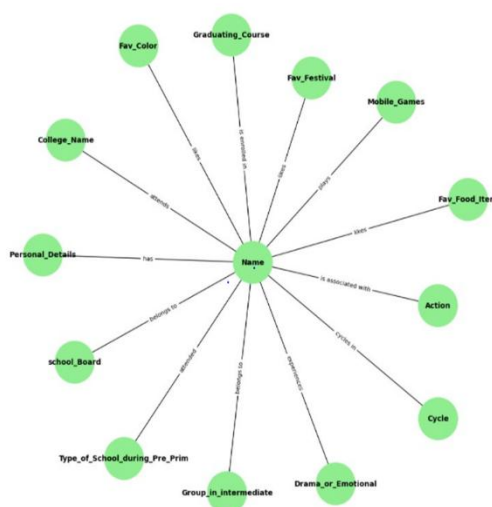 Graduating_Course
Fav_Color
Fav_Festival
Mobile_Games
is enrolled in
likes
likes
plays
College_Name
attends
Fav_Food_Item
likes
Personal_Details
has
Name
is associated with
Action
belongs to
cycles in
school_Board
attended
belongs to
experiences
Cycle
Type_of_School_during_Pre_Prim
Group_in_intermediate
Drama_or_Emotional